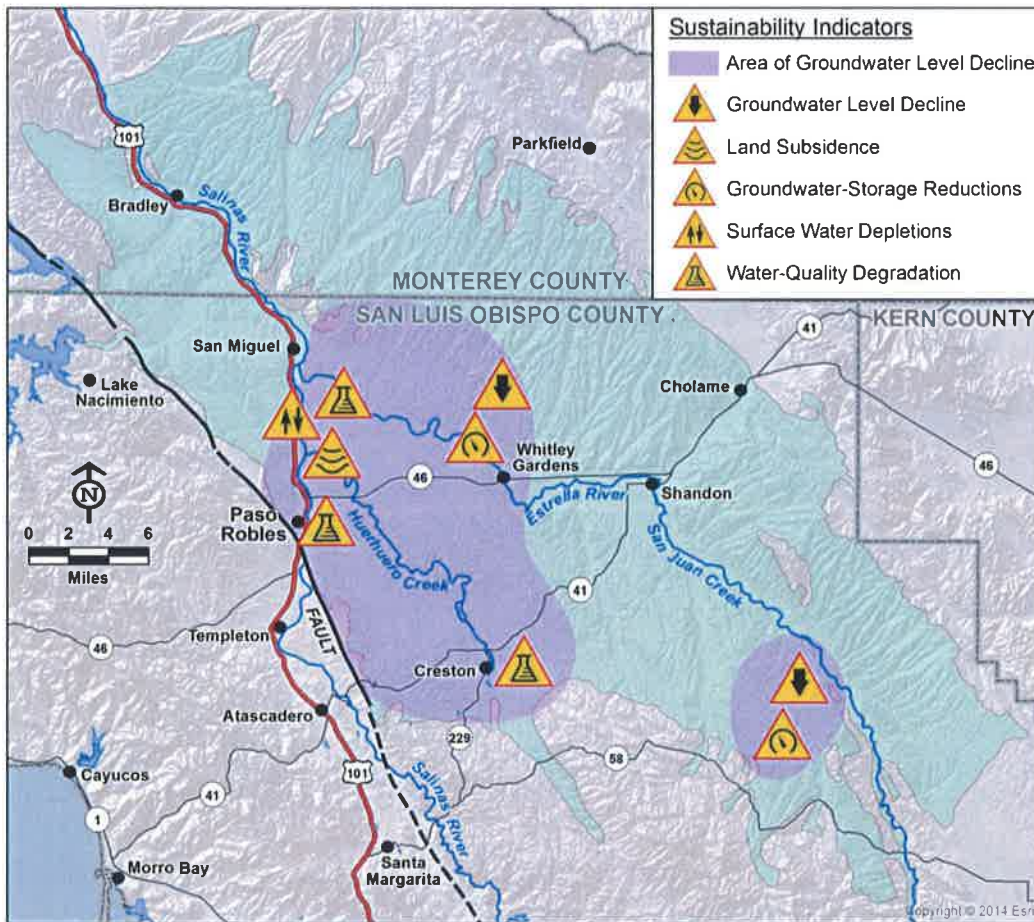 Sustainability Indicators
Area of Groundwater Level Decline
Groundwater Level Decline
Land Subsidence
Groundwater-Storage Reductions
Surface Water Depletions
Water-Quality Degradation
101
Parkfield
Bradley
Salinas River
MONTEREY COUNTY
SAN LUIS OBISPO COUNTY
KERN COUNTY
41
San Miguel
Lake
Nacimiento
Cholame
46
Whitley
Gardens
46
Estrella River
Shandon
N
0 2 4 6
Miles
Paso
Robles
Huerhuero Creek
San Juan Creek
41
FAULT
Templeton
46
Creston
Atascadero
229
58
101
Cayucos
41
1
Salinas
River
Santa
Margarita
Morro Bay
Copyright © 2014 Esri